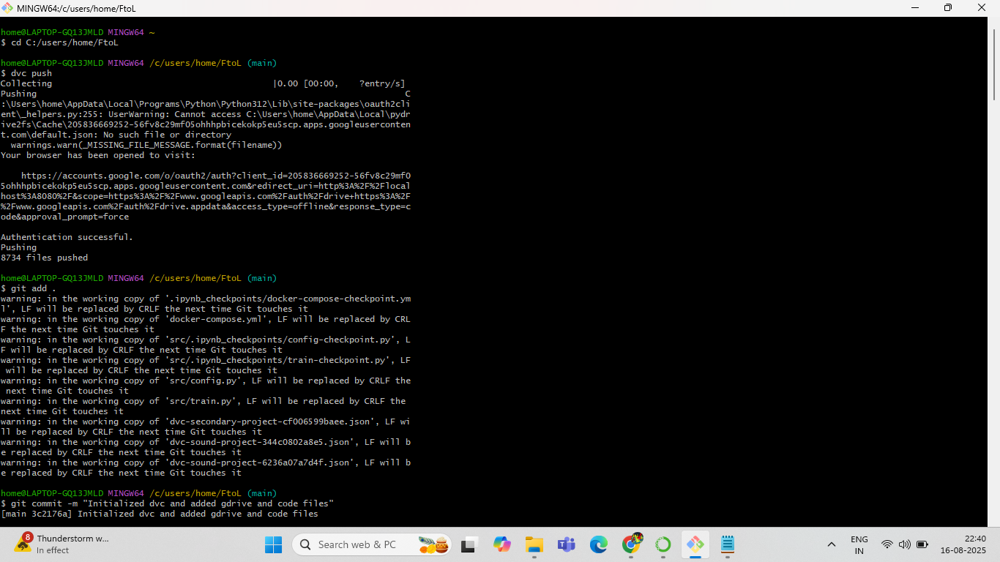 MINGW64:/c/users/home/FtoL
home@LAPTOP-GQ13JMLD MINGW64 ~
$ cd C:/users/home/FtoL
home@LAPTOP-GQ13JMLD MINGW64 /c/users/home/FtoL (main)
$ dvc push
Collecting |0.00 [00:00, ?entry/s]
Pushing C
:\Users\home\AppData\Local\Programs\Python\Python312\Lib\site-packages\oauth2cli
ent\_helpers.py:255: UserWarning: Cannot access C:\Users\home\AppData\Local\pydr
ive2fs\Cache\205836669252-56fv8c29mf05ohhhpbicekokp5eu5scp.apps.googleuserconten
t.com\default.json: No such file or directory
warnings.warn(_MISSING_FILE_MESSAGE.format(filename))
Your browser has been opened to visit:
https://accounts.google.com/o/oauth2/auth?client_id=205836669252-56fv8c29mf0
5ohhhpbicekokp5eu5scp.apps.googleusercontent.com&redirect_uri=http%3A%2F%2Flocal
host%3A8080%2F&scope=https%3A%2F%2Fwww.googleapis.com%2Fauth%2Fdrive+https%3A%2F
%2Fwww.googleapis.com%2Fauth%2Fdrive.appdata&access_type=offline&response_type=c
ode&approval_prompt=force
Authentication successful.
Pushing
8734 files pushed
home@LAPTOP-GQ13JMLD MINGW64 /c/users/home/FtoL (main)
$ git add .
warning: in the working copy of '.ipynb_checkpoints/docker-compose-checkpoint.ym
l', LF will be replaced by CRLF the next time Git touches it
warning: in the working copy of 'docker-compose.yml', LF will be replaced by CRL
F the next time Git touches it
warning: in the working copy of 'src/.ipynb_checkpoints/config-checkpoint.py', L
F will be replaced by CRLF the next time Git touches it
warning: in the working copy of 'src/.ipynb_checkpoints/train-checkpoint.py', LF
will be replaced by CRLF the next time Git touches it
warning: in the working copy of 'src/config.py', LF will be replaced by CRLF the
next time Git touches it
warning: in the working copy of 'src/train.py', LF will be replaced by CRLF the
next time Git touches it
warning: in the working copy of 'dvc-secondary-project-cf006599baee.json', LF wi
ll be replaced by CRLF the next time Git touches it
warning: in the working copy of 'dvc-sound-project-344c0802a8e5.json', LF will b
e replaced by CRLF the next time Git touches it
warning: in the working copy of 'dvc-sound-project-6236a07a7d4f.json', LF will b
e replaced by CRLF the next time Git touches it
home@LAPTOP-GQ13JMLD MINGW64 /c/users/home/FtoL (main)
$ git commit -m "Initialized dvc and added gdrive and code files"
[main 3c2176a] Initialized dvc and added gdrive and code files
8
Thunderstorm w...
In effect
Search web & PC
ENG
IN
22:40
16-08-2025